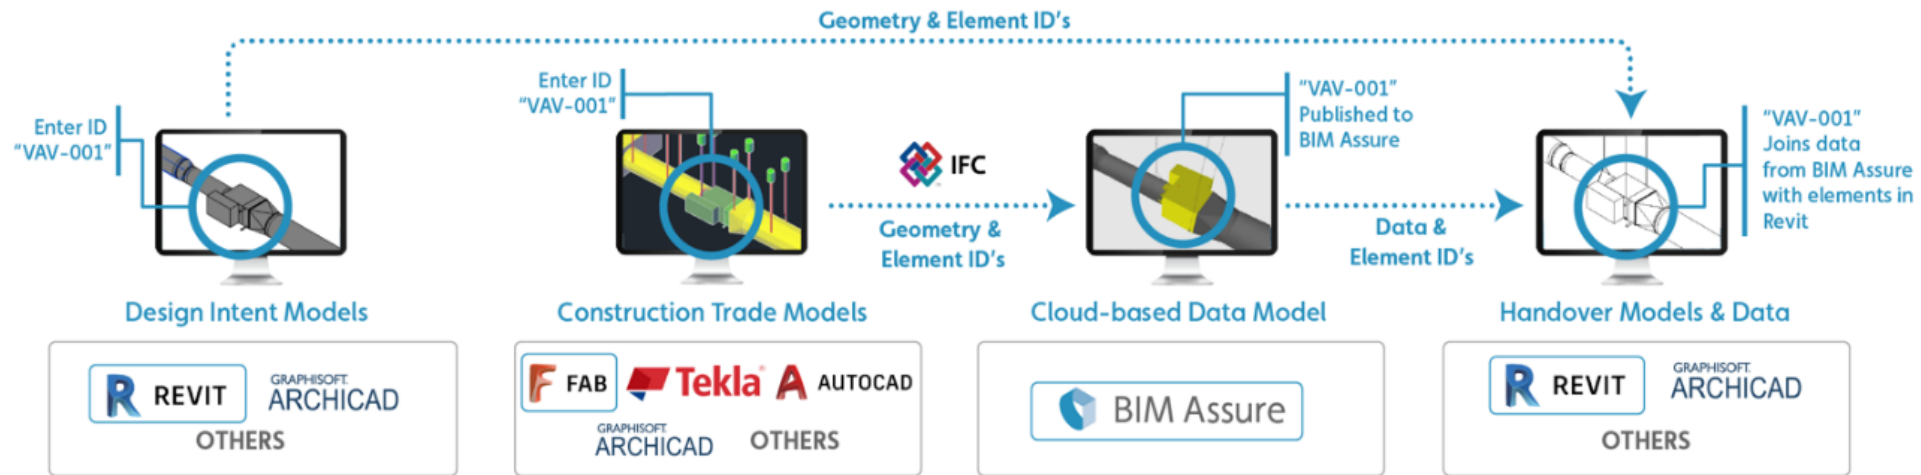 Geometry & Element ID's
Enter ID
"VAV-001"
Enter ID
"VAV-001"
"VAV-001"
Published to
BIM Assure
"VAV-001"
Joins data
from BIM Assure
with elements in
Revit
IFC
Geometry &
Element ID's
Data &
Element ID's
Design Intent Models
Construction Trade Models
Cloud-based Data Model
Handover Models & Data
R REVIT
GRAPHISOFT.
ARCHICAD
OTHERS
F FAB
Tekla®
A AUTOCAD
GRAPHISOFT.
ARCHICAD
OTHERS
BIM Assure
R REVIT
GRAPHISOFT.
ARCHICAD
OTHERS